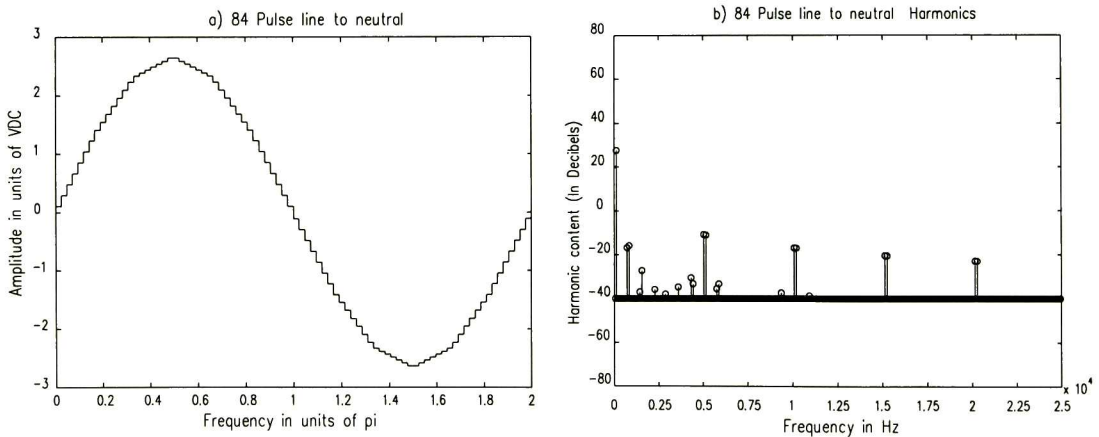 a) 84 Pulse line to neutral
3
2
1
0
-1
-2
-3
Amplitude in units of VDC
0 0.2 0.4 0.6 0.8 1 1.2 1.4 1.6 1.8 2
Frequency in units of pi
b) 84 Pulse line to neutral Harmonics
80
60
40
20
0
-20
-40
-60
-80
Harmonic content (In Decibels)
0 0.25 0.5 0.75 1 1.25 1.5 1.75 2 2.25 2.5
x 10⁴
Frequency in Hz